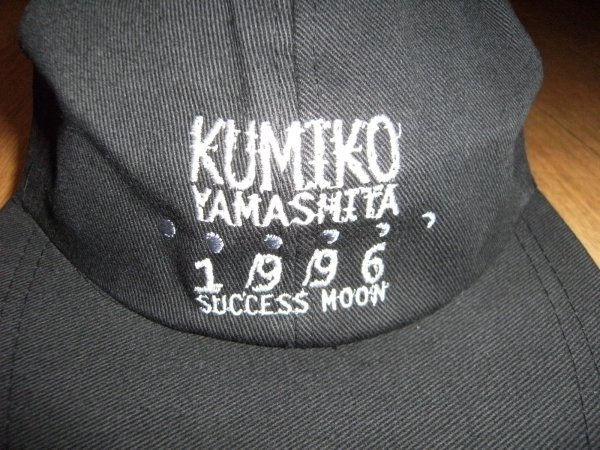 KUMIKO
YAMASHITA
1996
SUCCESS MOON